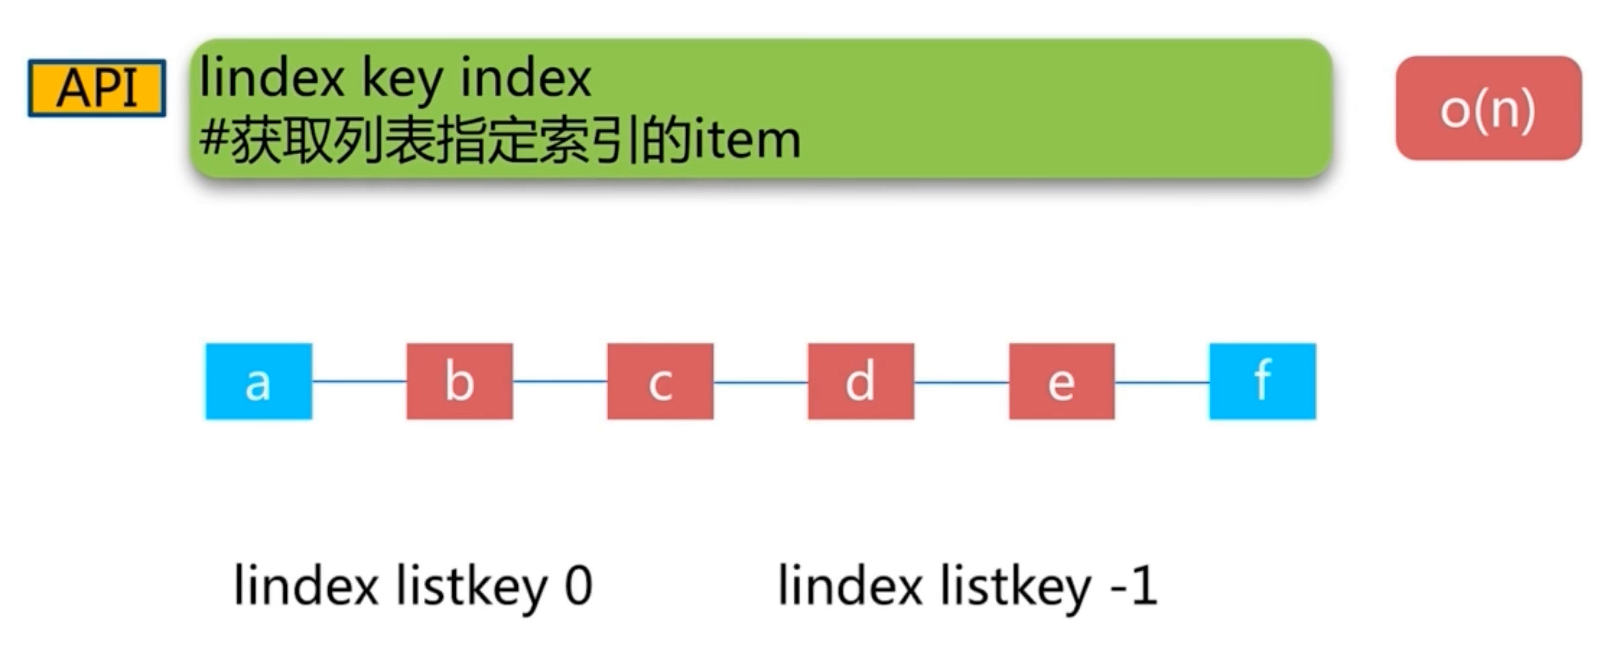 API
lindex key index
#获取列表指定索引的item
o(n)
a b c d e f
lindex listkey 0
lindex listkey -1